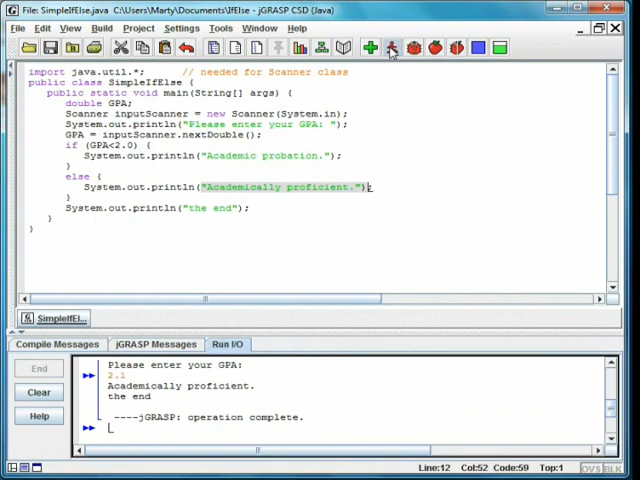 File: SimpleIfElse.java C:\Users\Marty\Documents\IfElse - jGRASP CSD (Java)
File Edit View Build Project Settings Tools Window Help
import java.util.*; // needed for Scanner class
public class SimpleIfElse {
public static void main(String[] args) {
double GPA;
Scanner inputScanner = new Scanner(System.in);
System.out.println("Please enter your GPA: ");
GPA = inputScanner.nextDouble();
if (GPA<2.0) {
System.out.println("Academic probation.");
}
else {
System.out.println("Academically proficient.");
}
System.out.println("the end");
}
}
SimpleIfEl...
Compile Messages jGRASP Messages Run I/O
End
Clear
Help
Please enter your GPA:
2.1
Academically proficient.
the end
----jGRASP: operation complete.
Line:12 Col:52 Code:59 Top:1 OVS BLK